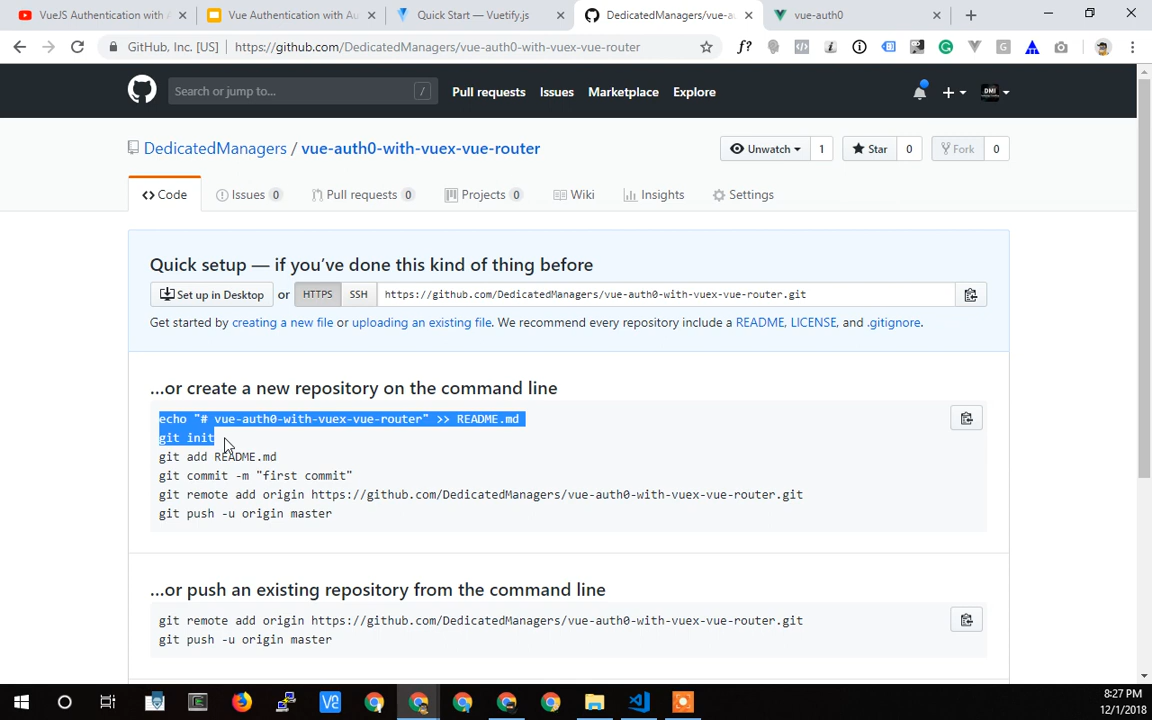 VueJS Authentication with A
Vue Authentication with Au
Quick Start — Vuetify.js
DedicatedManagers/vue-au
vue-auth0
GitHub, Inc. [US]
https://github.com/DedicatedManagers/vue-auth0-with-vuex-vue-router
Search or jump to...
/
Pull requests
Issues
Marketplace
Explore
DedicatedManagers / vue-auth0-with-vuex-vue-router
Unwatch
1
Star
0
Fork
0
Code
Issues 0
Pull requests 0
Projects 0
Wiki
Insights
Settings
Quick setup — if you've done this kind of thing before
Set up in Desktop
or
HTTPS
SSH
https://github.com/DedicatedManagers/vue-auth0-with-vuex-vue-router.git
Get started by creating a new file or uploading an existing file. We recommend every repository include a README, LICENSE, and .gitignore.
...or create a new repository on the command line
echo "# vue-auth0-with-vuex-vue-router" >> README.md
git init
git add README.md
git commit -m "first commit"
git remote add origin https://github.com/DedicatedManagers/vue-auth0-with-vuex-vue-router.git
git push -u origin master
...or push an existing repository from the command line
git remote add origin https://github.com/DedicatedManagers/vue-auth0-with-vuex-vue-router.git
git push -u origin master
8:27 PM
12/1/2018